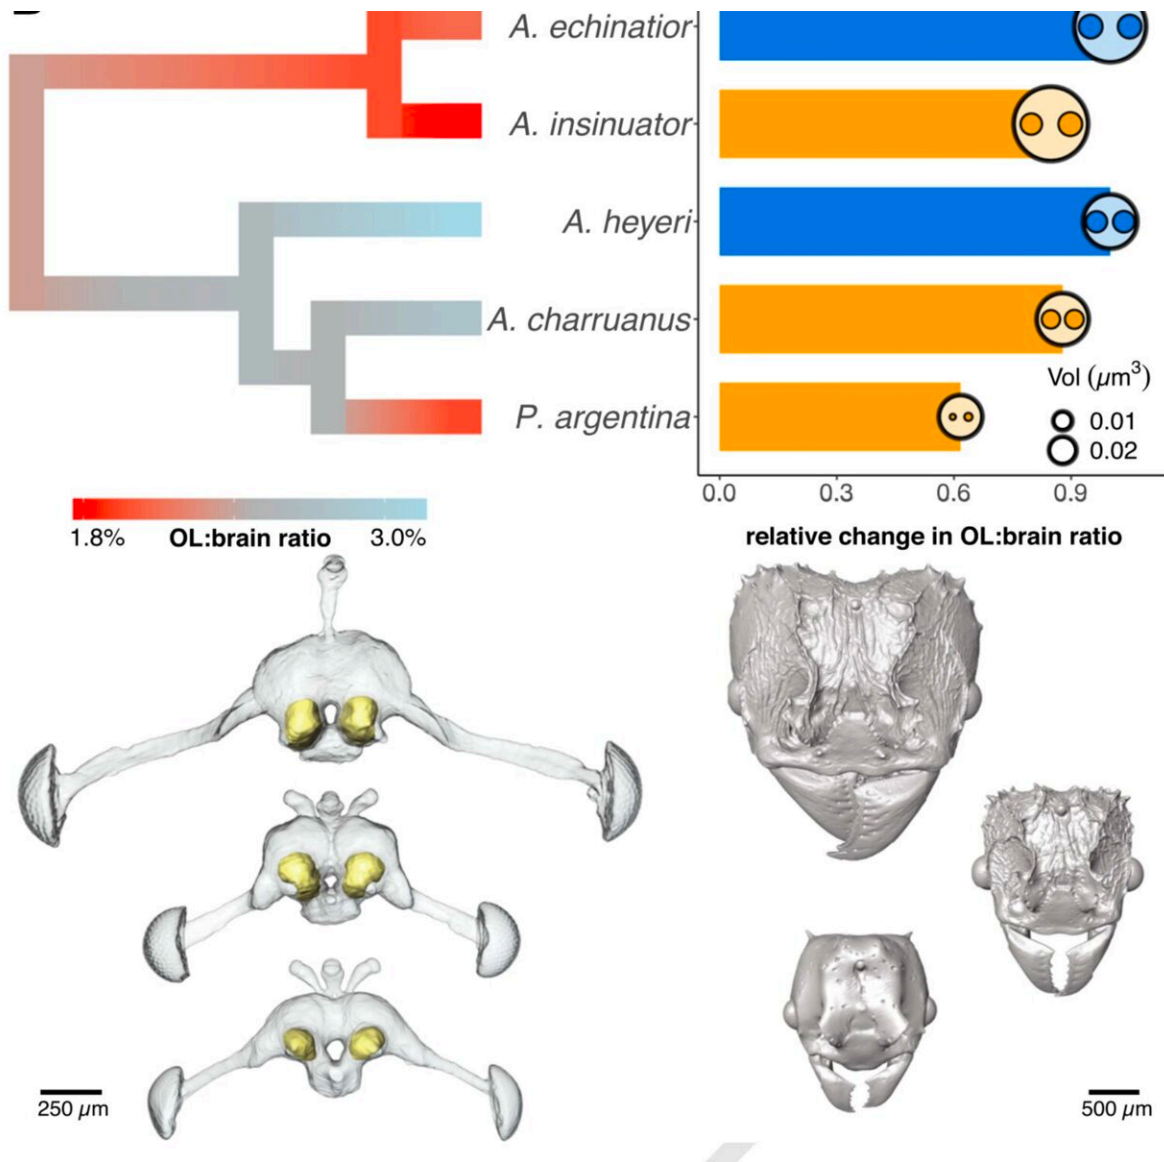 A. echinatior
A. insinuator
A. heyeri
A. charruanus
P. argentina
Vol (μm³)
0.01
0.02
0.0 0.3 0.6 0.9
relative change in OL:brain ratio
1.8% OL:brain ratio 3.0%
250 μm
500 μm